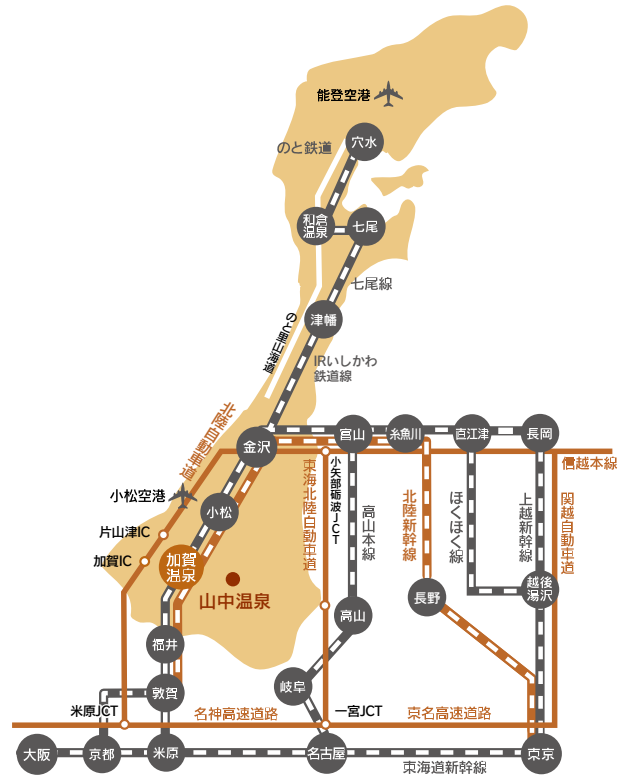 能登空港
のと鉄道
穴水
和倉
温泉
七尾
七尾線
津幡
のと里山海道
IRいしかわ
鉄道線
北陸自動車道
金沢
富山
糸魚川
直江津
長岡
信越本線
小松空港
小松
片山津IC
加賀IC
加賀
温泉
山中温泉
東海北陸自動車道
小矢部砺波JCT
高山本線
北陸新幹線
ほくほく線
上越新幹線
関越自動車道
越後
湯沢
長野
高山
福井
敦賀
岐阜
米原JCT
名神高速道路
一宮JCT
東名高速道路
大阪
京都
米原
名古屋
東京
東海道新幹線